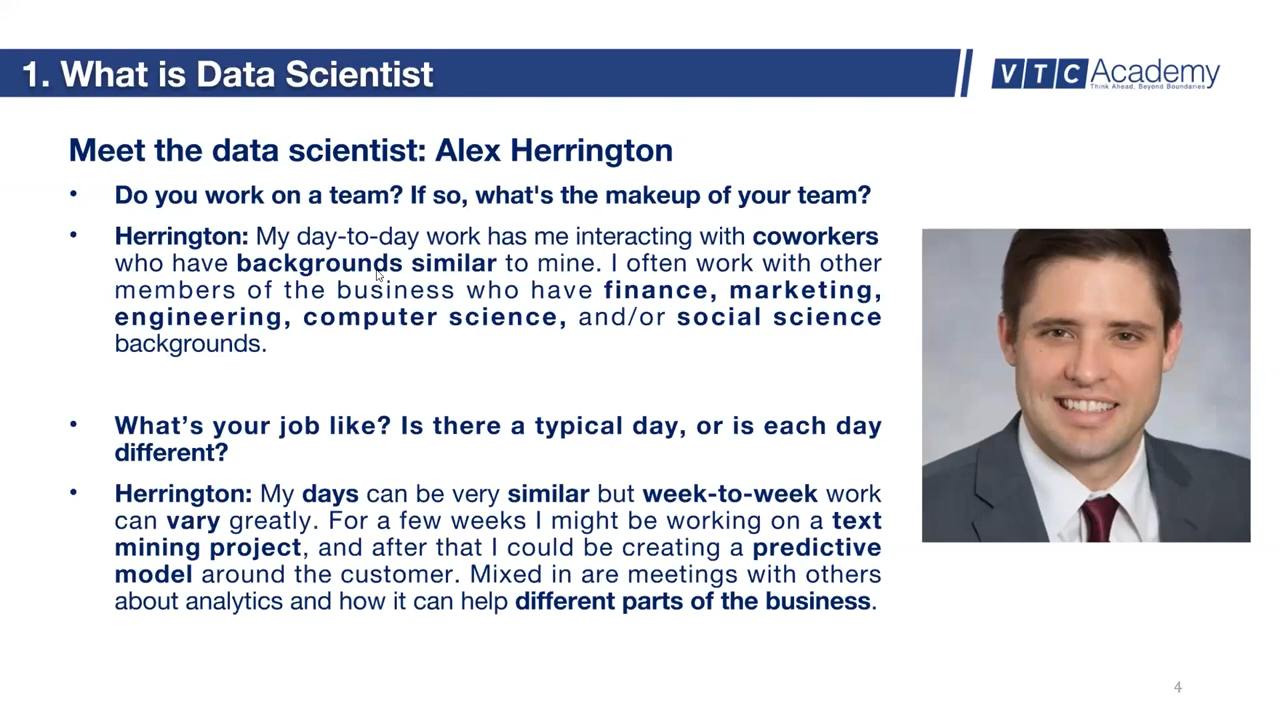 1. What is Data Scientist
VTC Academy
Think Ahead, Beyond Boundaries
Meet the data scientist: Alex Herrington
• Do you work on a team? If so, what's the makeup of your team?
• Herrington: My day-to-day work has me interacting with coworkers
who have backgrounds similar to mine. I often work with other
members of the business who have finance, marketing,
engineering, computer science, and/or social science
backgrounds.
• What’s your job like? Is there a typical day, or is each day
different?
• Herrington: My days can be very similar but week-to-week work
can vary greatly. For a few weeks I might be working on a text
mining project, and after that I could be creating a predictive
model around the customer. Mixed in are meetings with others
about analytics and how it can help different parts of the business.
4